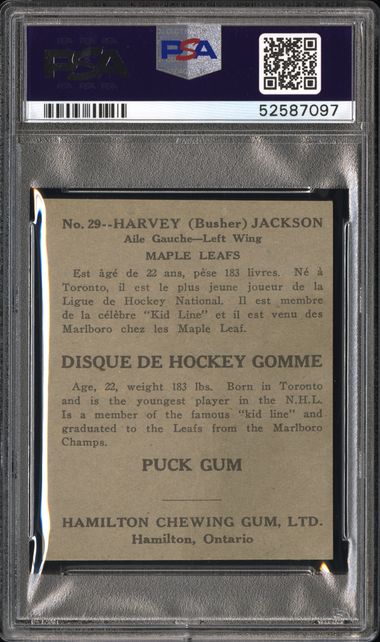 PSA
PSA
52587097
No. 29--HARVEY (Busher) JACKSON
Aile Gauche—Left Wing
MAPLE LEAFS
Est âgé de 22 ans, pèse 183 livres. Né à
Toronto, il est le plus jeune joueur de la
Ligue de Hockey National. Il est membre
de la célèbre "Kid Line" et il est venu des
Marlboro chez les Maple Leaf.
DISQUE DE HOCKEY GOMME
Age, 22, weight 183 lbs. Born in Toronto
and is the youngest player in the N.H.L.
Is a member of the famous "kid line" and
graduated to the Leafs from the Marlboro
Champs.
PUCK GUM
HAMILTON CHEWING GUM, LTD.
Hamilton, Ontario